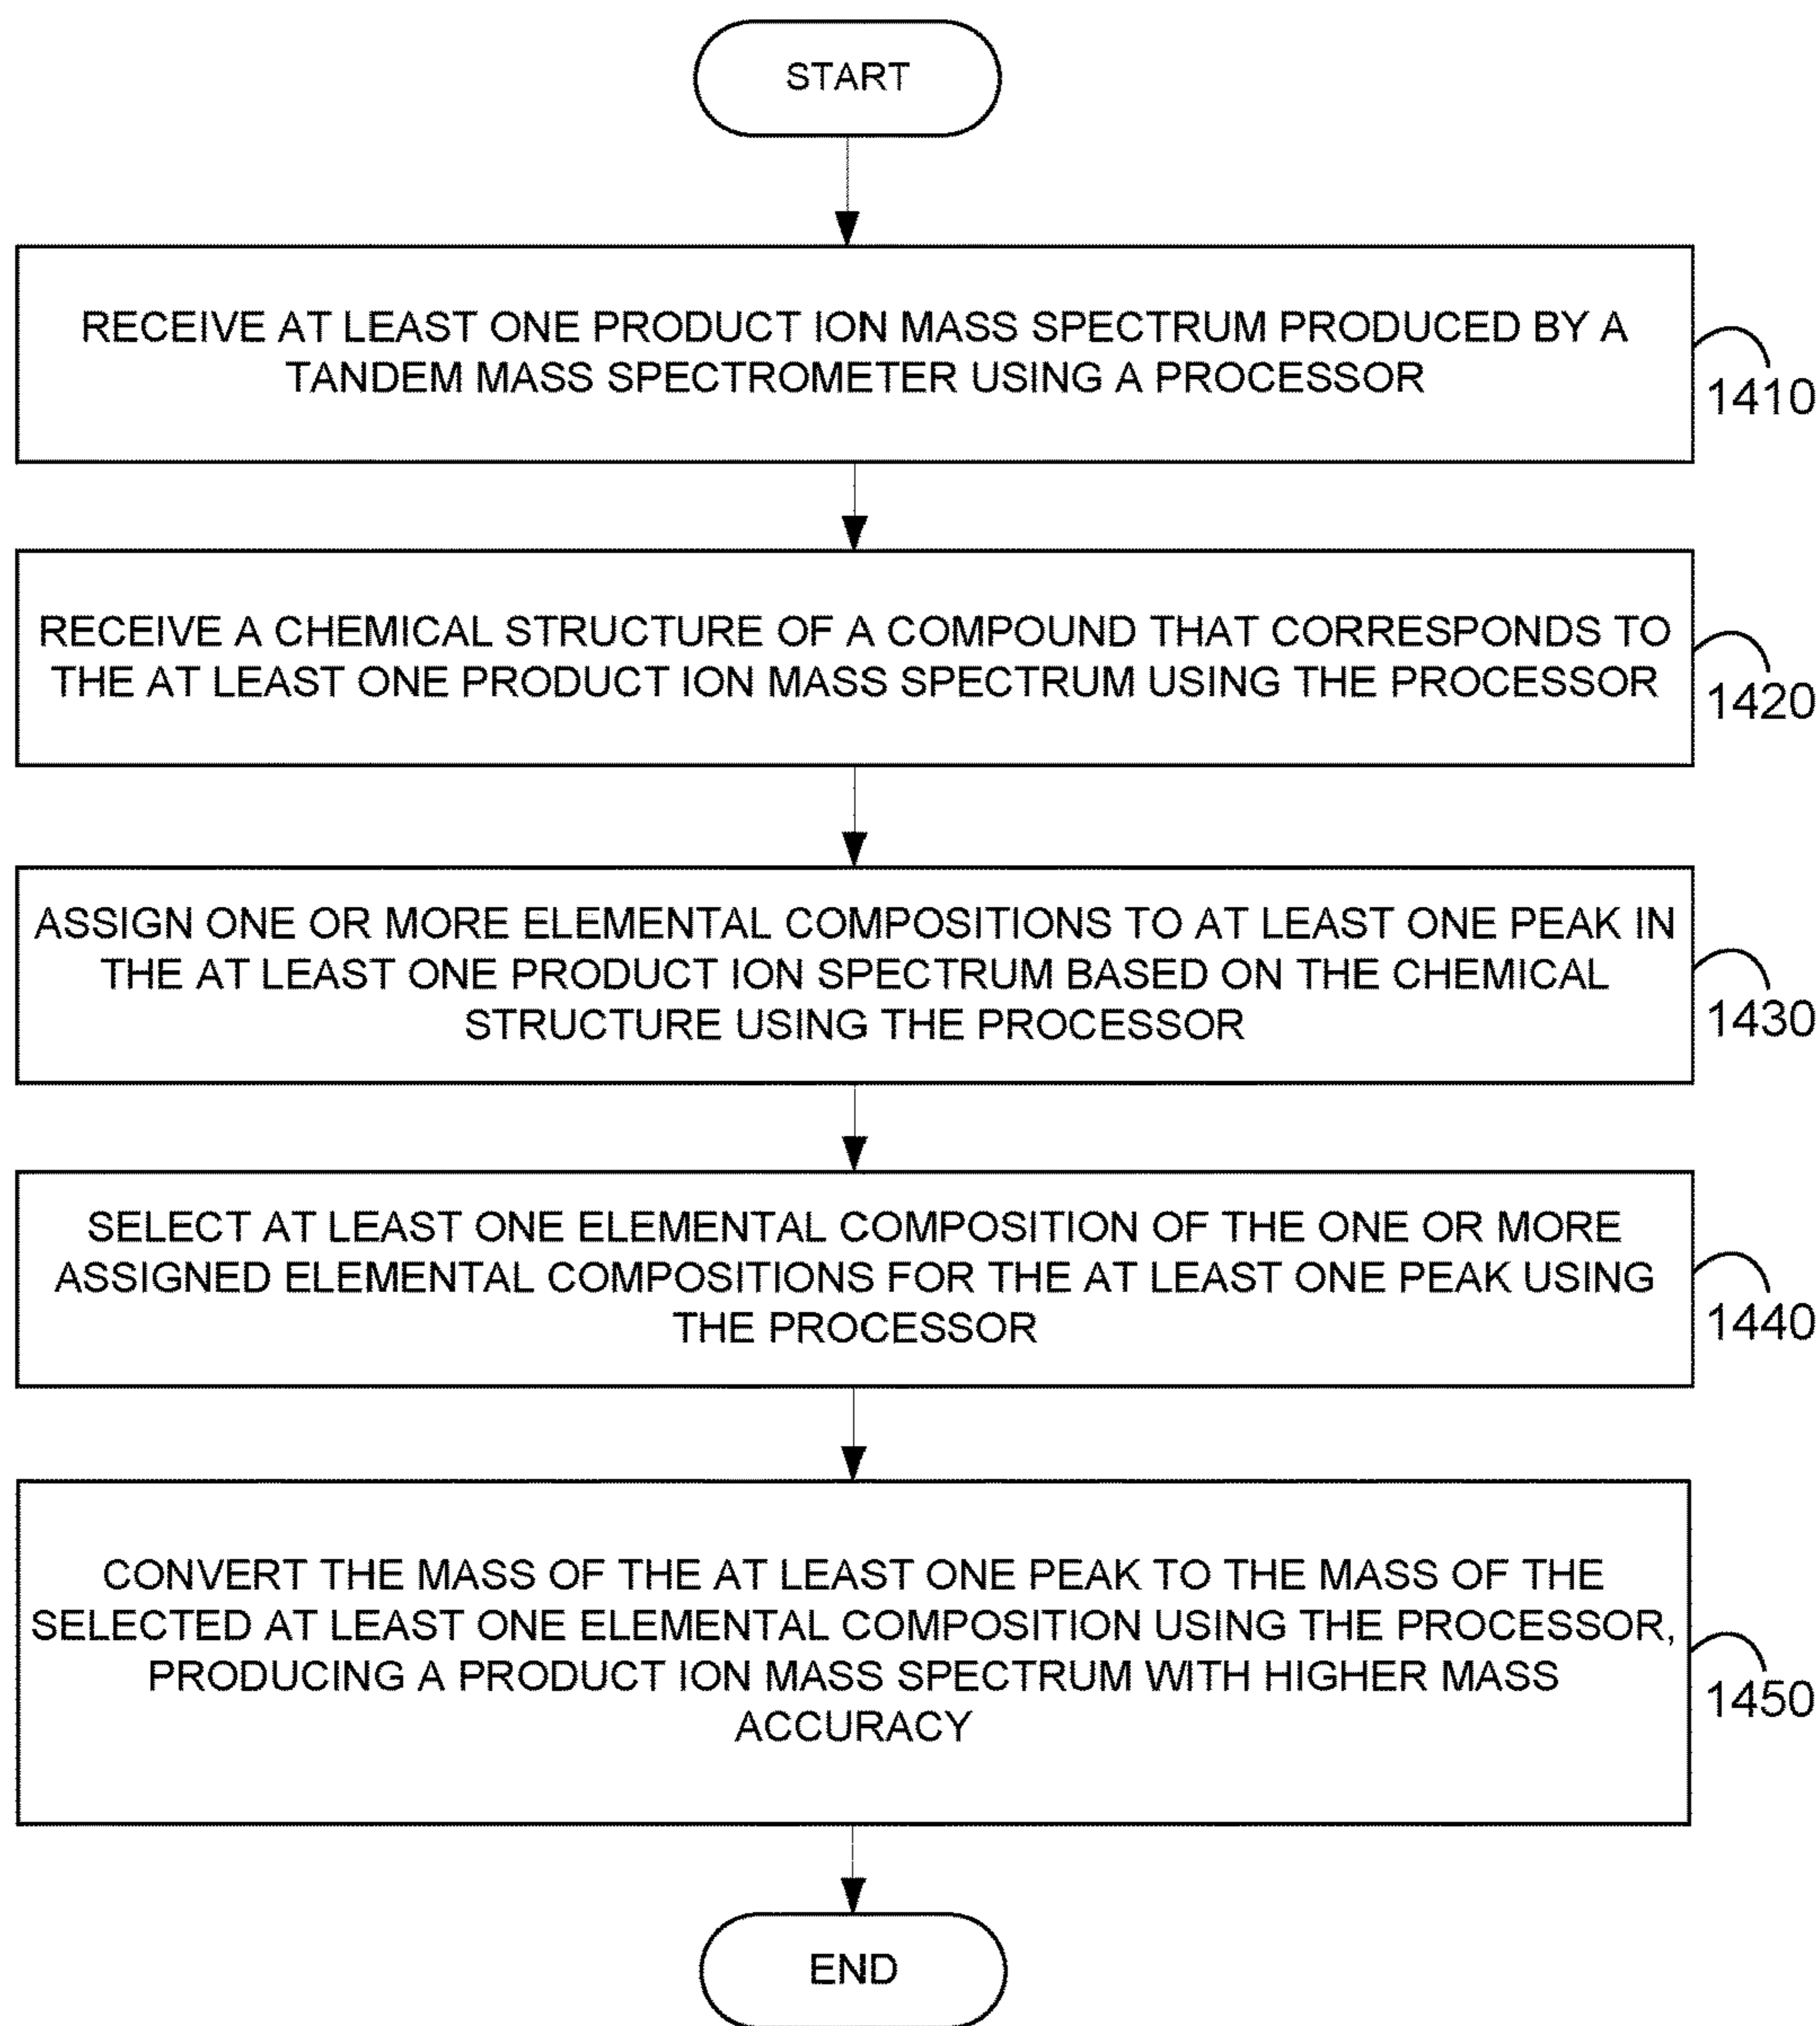 START
RECEIVE AT LEAST ONE PRODUCT ION MASS SPECTRUM PRODUCED BY A
TANDEM MASS SPECTROMETER USING A PROCESSOR
1410
RECEIVE A CHEMICAL STRUCTURE OF A COMPOUND THAT CORRESPONDS TO
THE AT LEAST ONE PRODUCT ION MASS SPECTRUM USING THE PROCESSOR
1420
ASSIGN ONE OR MORE ELEMENTAL COMPOSITIONS TO AT LEAST ONE PEAK IN
THE AT LEAST ONE PRODUCT ION SPECTRUM BASED ON THE CHEMICAL
STRUCTURE USING THE PROCESSOR
1430
SELECT AT LEAST ONE ELEMENTAL COMPOSITION OF THE ONE OR MORE
ASSIGNED ELEMENTAL COMPOSITIONS FOR THE AT LEAST ONE PEAK USING
THE PROCESSOR
1440
CONVERT THE MASS OF THE AT LEAST ONE PEAK TO THE MASS OF THE
SELECTED AT LEAST ONE ELEMENTAL COMPOSITION USING THE PROCESSOR,
PRODUCING A PRODUCT ION MASS SPECTRUM WITH HIGHER MASS
ACCURACY
1450
END